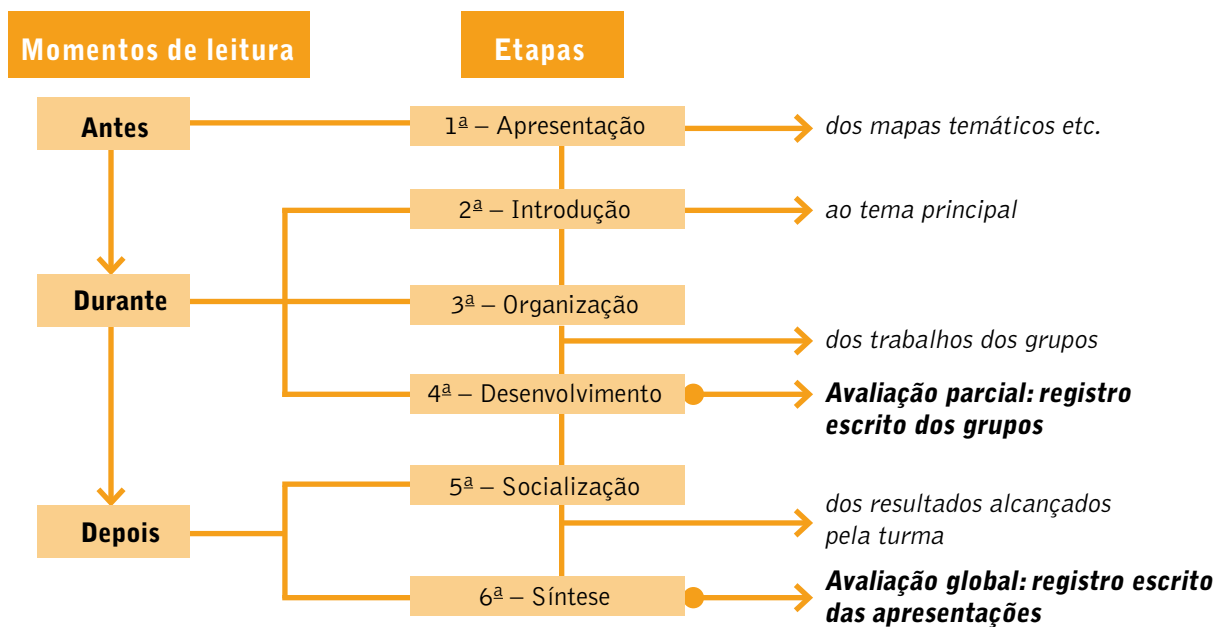 Momentos de leitura
Etapas
Antes
1ª – Apresentação
dos mapas temáticos etc.
2ª – Introdução
ao tema principal
Durante
3ª – Organização
dos trabalhos dos grupos
4ª – Desenvolvimento
Avaliação parcial: registro
escrito dos grupos
5ª – Socialização
dos resultados alcançados
pela turma
Depois
6ª – Síntese
Avaliação global: registro escrito
das apresentações